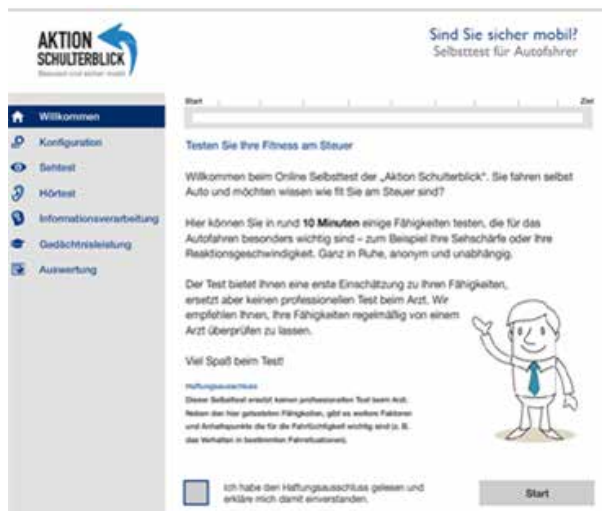 AKTION
SCHULTERBLICK
Bewusst und sicher mobil
Sind Sie sicher mobil?
Selbsttest für Autofahrer
Willkommen
Konfiguration
Sehtest
Hörtest
Informationsverarbeitung
Gedächtnisleistung
Auswertung
Start
Ziel
Testen Sie Ihre Fitness am Steuer
Willkommen beim Online Selbsttest der „Aktion Schulterblick“. Sie fahren selbst
Auto und möchten wissen wie fit Sie am Steuer sind?
Hier können Sie in rund 10 Minuten einige Fähigkeiten testen, die für das
Autofahren besonders wichtig sind – zum Beispiel Ihre Sehschärfe oder Ihre
Reaktionsgeschwindigkeit. Ganz in Ruhe, anonym und unabhängig.
Der Test bietet Ihnen eine erste Einschätzung zu Ihren Fähigkeiten,
ersetzt aber keinen professionellen Test beim Arzt. Wir
empfehlen Ihnen, Ihre Fähigkeiten regelmäßig von einem
Arzt überprüfen zu lassen.
Viel Spaß beim Test!
Haftungsausschluss
Dieser Selbsttest ersetzt keinen professionellen Test beim Arzt.
Neben den hier getesteten Fähigkeiten, gibt es weitere Faktoren
und Anhaltspunkte die für die Fahrtüchtigkeit wichtig sind (z. B.
das Verhalten in bestimmten Fahrsituationen).
Ich habe den Haftungsausschluss gelesen und
erkläre mich damit einverstanden.
Start